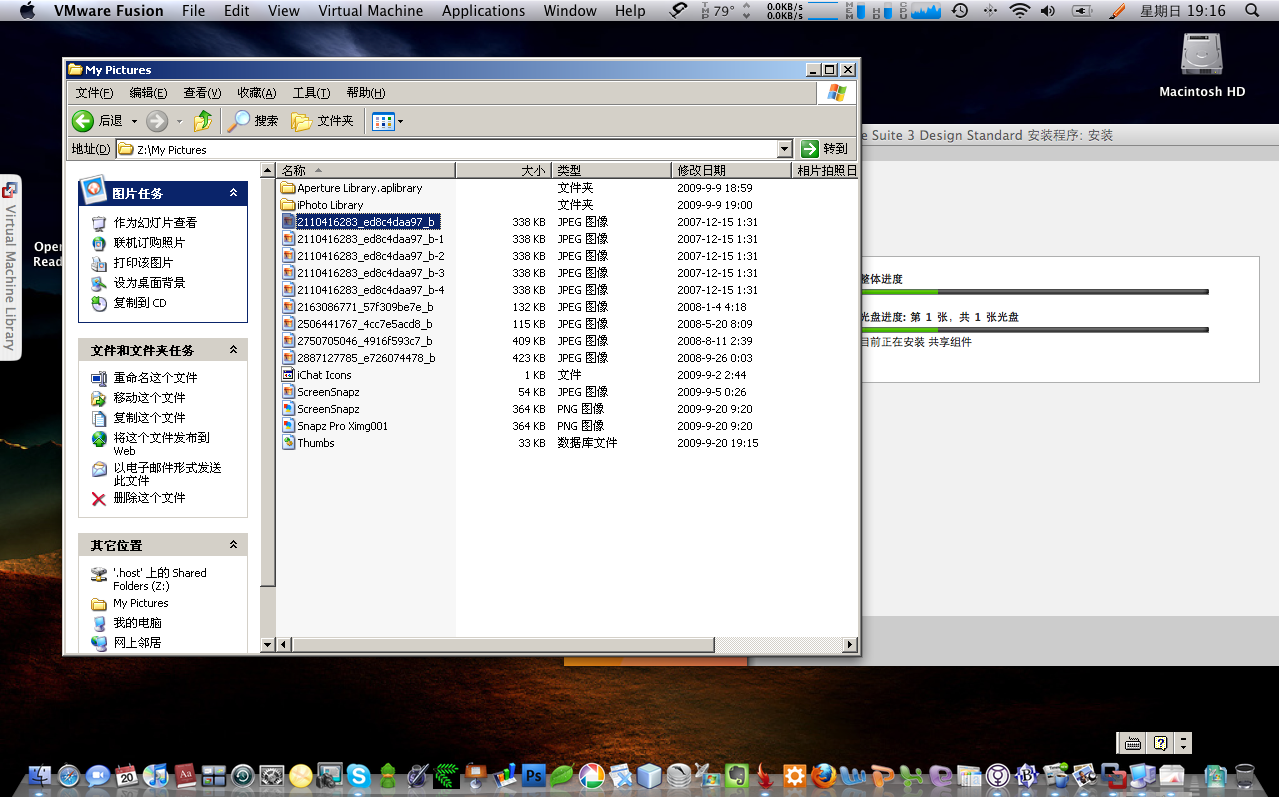 VMware Fusion File Edit View Virtual Machine Applications Window Help
TMP 79° 0.0KB/s 0.0KB/s MEM HD CPU 星期日 19:16
Macintosh HD
Virtual Machine Library
Oper
Read
My Pictures
文件(F) 编辑(E) 查看(V) 收藏(A) 工具(T) 帮助(H)
后退 搜索 文件夹
地址(D) Z:\My Pictures 转到
图片任务
作为幻灯片查看
联机订购照片
打印该图片
设为桌面背景
复制到 CD
文件和文件夹任务
重命名这个文件
移动这个文件
复制这个文件
将这个文件发布到
Web
以电子邮件形式发送
此文件
删除这个文件
其它位置
'.host' 上的 Shared
Folders (Z:)
My Pictures
我的电脑
网上邻居
名称 大小 类型 修改日期 相片拍照日
Aperture Library.aplibrary 文件夹 2009-9-9 18:59
iPhoto Library 文件夹 2009-9-9 19:00
2110416283_ed8c4daa97_b 338 KB JPEG 图像 2007-12-15 1:31
2110416283_ed8c4daa97_b-1 338 KB JPEG 图像 2007-12-15 1:31
2110416283_ed8c4daa97_b-2 338 KB JPEG 图像 2007-12-15 1:31
2110416283_ed8c4daa97_b-3 338 KB JPEG 图像 2007-12-15 1:31
2110416283_ed8c4daa97_b-4 338 KB JPEG 图像 2007-12-15 1:31
2163086771_57f309be7e_b 132 KB JPEG 图像 2008-1-4 4:18
2506441767_4cc7e5acd8_b 115 KB JPEG 图像 2008-5-20 8:09
2750705046_4916f593c7_b 409 KB JPEG 图像 2008-8-11 2:39
2887127785_e726074478_b 423 KB JPEG 图像 2008-9-26 0:03
iChat Icons 1 KB 文件 2009-9-2 2:44
ScreenSnapz 54 KB JPEG 图像 2009-9-5 0:26
ScreenSnapz 364 KB PNG 图像 2009-9-20 9:20
Snapz Pro Ximg001 364 KB PNG 图像 2009-9-20 9:20
Thumbs 33 KB 数据库文件 2009-9-20 19:15
e Suite 3 Design Standard 安装程序: 安装
整体进度
光盘进度: 第 1 张，共 1 张光盘
目前正在安装 共享组件
20
Aa
Ps